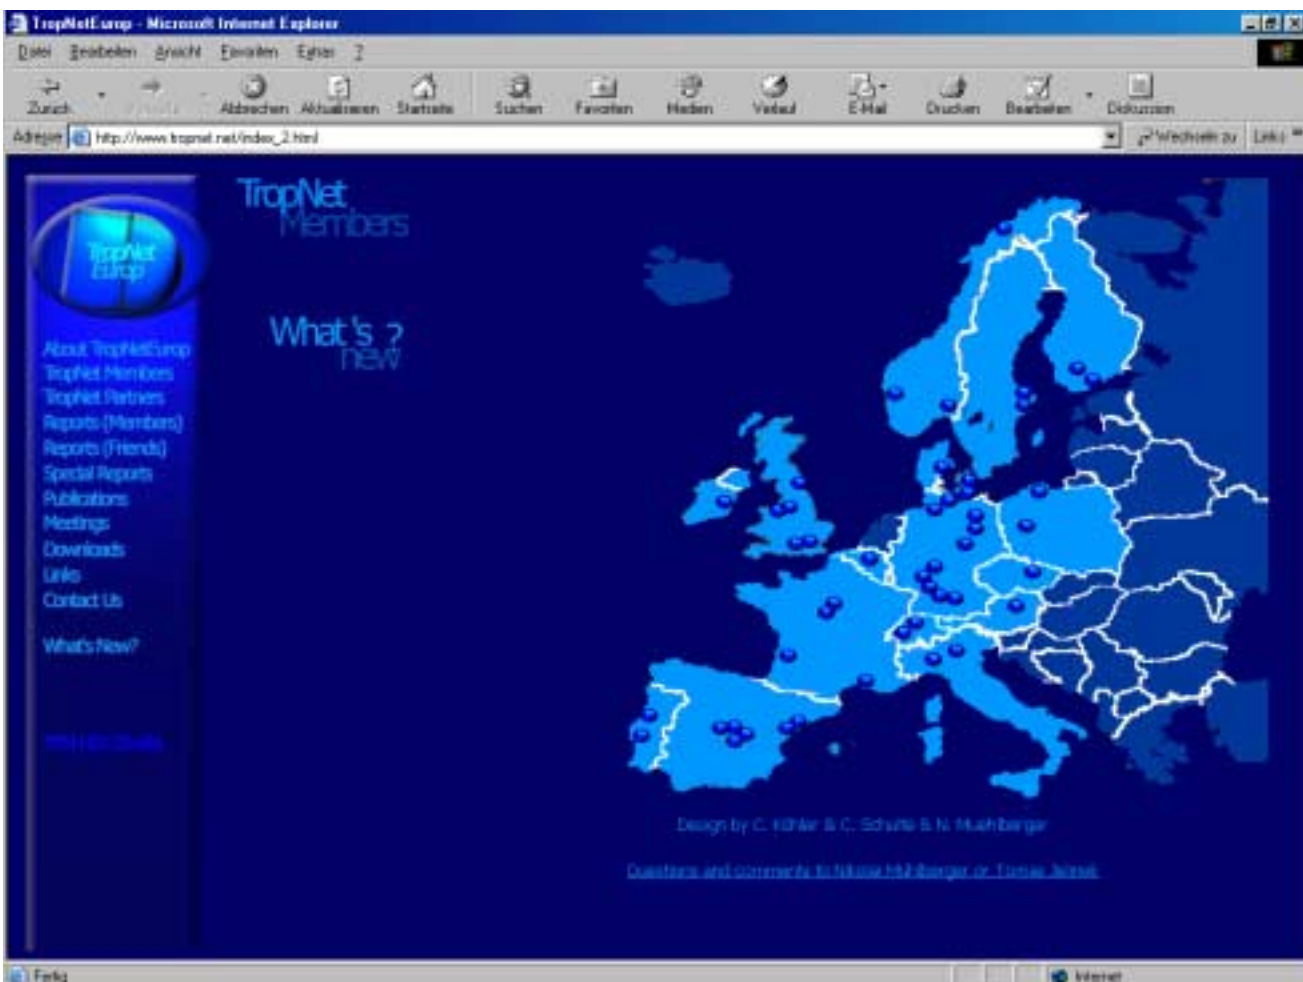 TropNetEurop - Microsoft Internet Explorer
Datei Bearbeiten Ansicht Favoriten Extras ?
Zurück Abbrechen Aktualisieren Startseite Suchen Favoriten Medien Verlauf E-Mail Drucken Bearbeiten Diskussion
Adresse http://www.tropnet.net/index_2.html Wechseln zu Links »
TropNet
Members
What's ?
new
TropNet
Europ
About TropNetEurop
TropNet Members
TropNet Partners
Reports (Members)
Reports (Friends)
Special Reports
Publications
Meetings
Downloads
Links
Contact Us
What's New?
Design by C. Köhler & C. Schulte & N. Muehlberger
Questions and comments to Nikolai Mühlberger or Tomas Jelinek
Fertig Internet